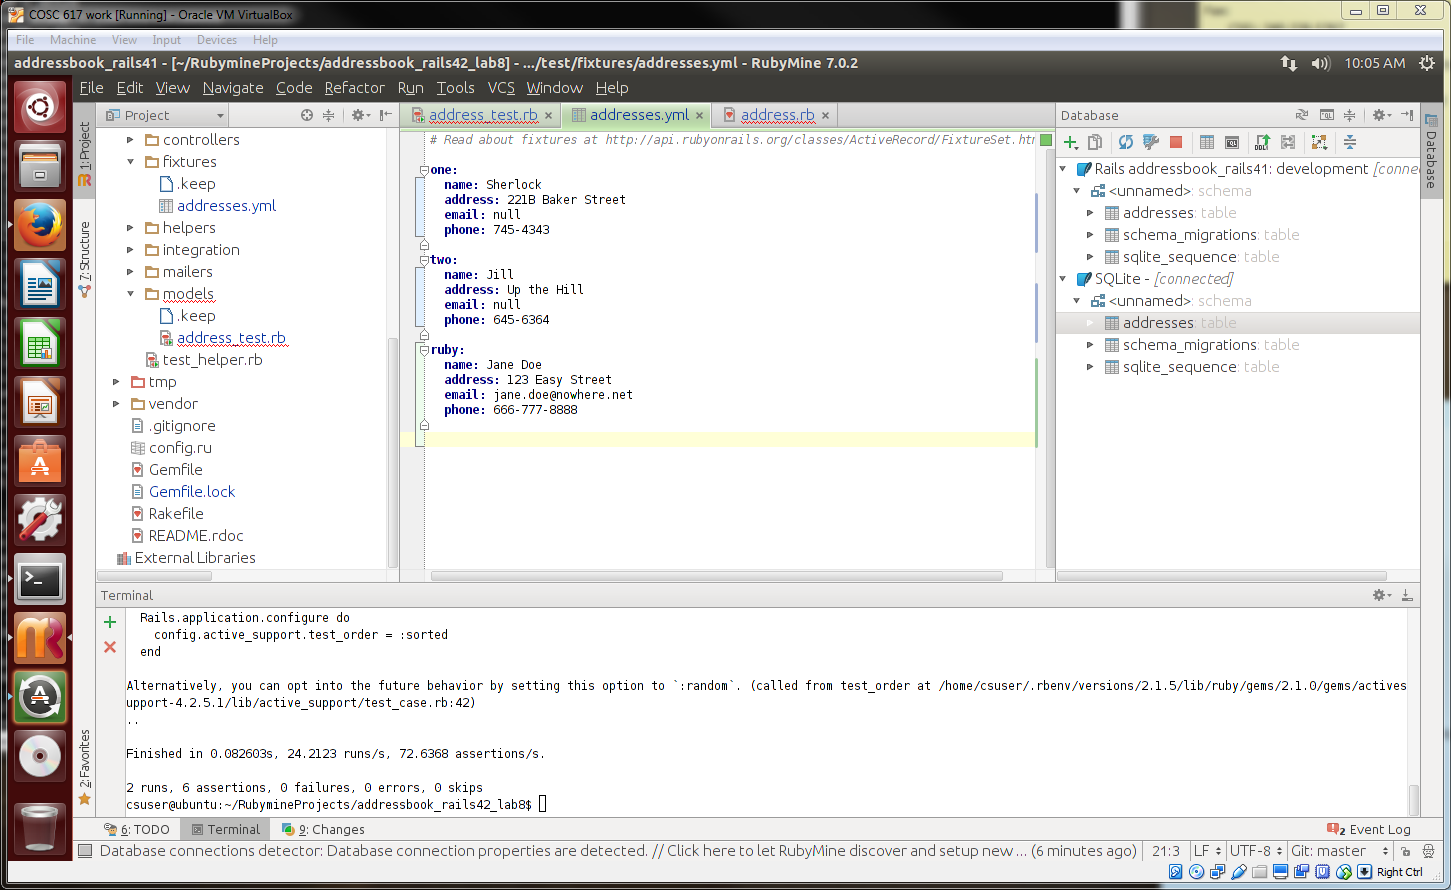 COSC 617 work [Running] - Oracle VM VirtualBox
File Machine View Input Devices Help
addressbook_rails41 - [~/RubymineProjects/addressbook_rails42_lab8] - .../test/fixtures/addresses.yml - RubyMine 7.0.2
10:05 AM
File Edit View Navigate Code Refactor Run Tools VCS Window Help
Project
controllers
fixtures
.keep
addresses.yml
helpers
integration
mailers
models
.keep
address_test.rb
test_helper.rb
tmp
vendor
.gitignore
config.ru
Gemfile
Gemfile.lock
Rakefile
README.rdoc
External Libraries
1: Project
7: Structure
2: Favorites
address_test.rb
addresses.yml
address.rb
# Read about fixtures at http://api.rubyonrails.org/classes/ActiveRecord/FixtureSet.htm
one:
name: Sherlock
address: 221B Baker Street
email: null
phone: 745-4343
two:
name: Jill
address: Up the Hill
email: null
phone: 645-6364
ruby:
name: Jane Doe
address: 123 Easy Street
email: jane.doe@nowhere.net
phone: 666-777-8888
Database
Rails addressbook_rails41: development [conne
<unnamed>: schema
addresses: table
schema_migrations: table
sqlite_sequence: table
SQLite - [connected]
<unnamed>: schema
addresses: table
schema_migrations: table
sqlite_sequence: table
Database
Terminal
Rails.application.configure do
config.active_support.test_order = :sorted
end
Alternatively, you can opt into the future behavior by setting this option to `:random`. (called from test_order at /home/csuser/.rbenv/versions/2.1.5/lib/ruby/gems/2.1.0/gems/actives
upport-4.2.5.1/lib/active_support/test_case.rb:42)
..
Finished in 0.082603s, 24.2123 runs/s, 72.6368 assertions/s.
2 runs, 6 assertions, 0 failures, 0 errors, 0 skips
csuser@ubuntu:~/RubymineProjects/addressbook_rails42_lab8$
6: TODO Terminal 9: Changes 2 Event Log
Database connections detector: Database connection properties are detected. // Click here to let RubyMine discover and setup new ... (6 minutes ago) 21:3 LF UTF-8 Git: master
Right Ctrl